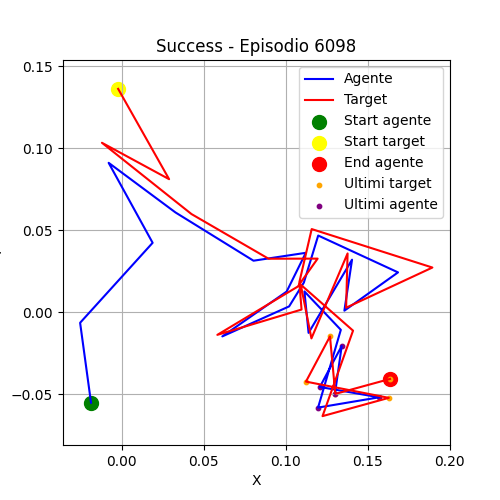 Success - Episodio 6098
Agente
Target
Start agente
Start target
End agente
Ultimi target
Ultimi agente
0.15
0.10
0.05
0.00
−0.05
0.00
0.05
0.10
0.15
0.20
X